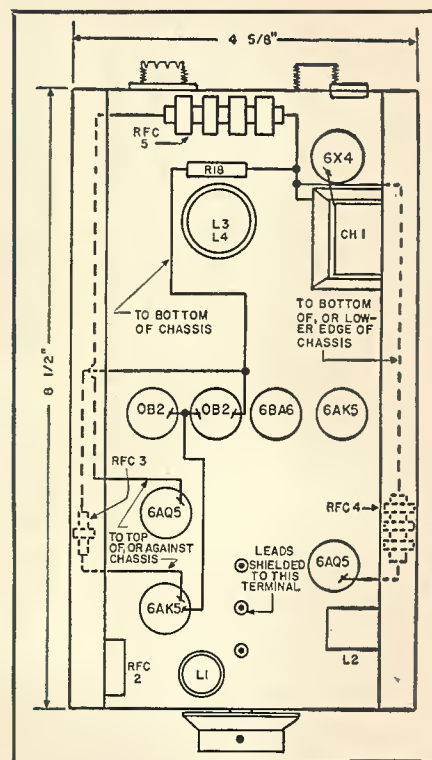 4 5/8"
8 1/2"
RFC
5
R18
6X4
L3
L4
CH 1
TO BOTTOM
OF CHASSIS
TO BOTTOM
OF, OR LOW-
ER EDGE OF
CHASSIS
OB2
OB2
6BA6
6AK5
RFC 3
6AQ5
RFC 4
TO TOP
OF, OR AGAINST
CHASSIS
LEADS
SHIELDED
TO THIS
TERMINAL
6AQ5
6AK5
RFC
2
L1
L2